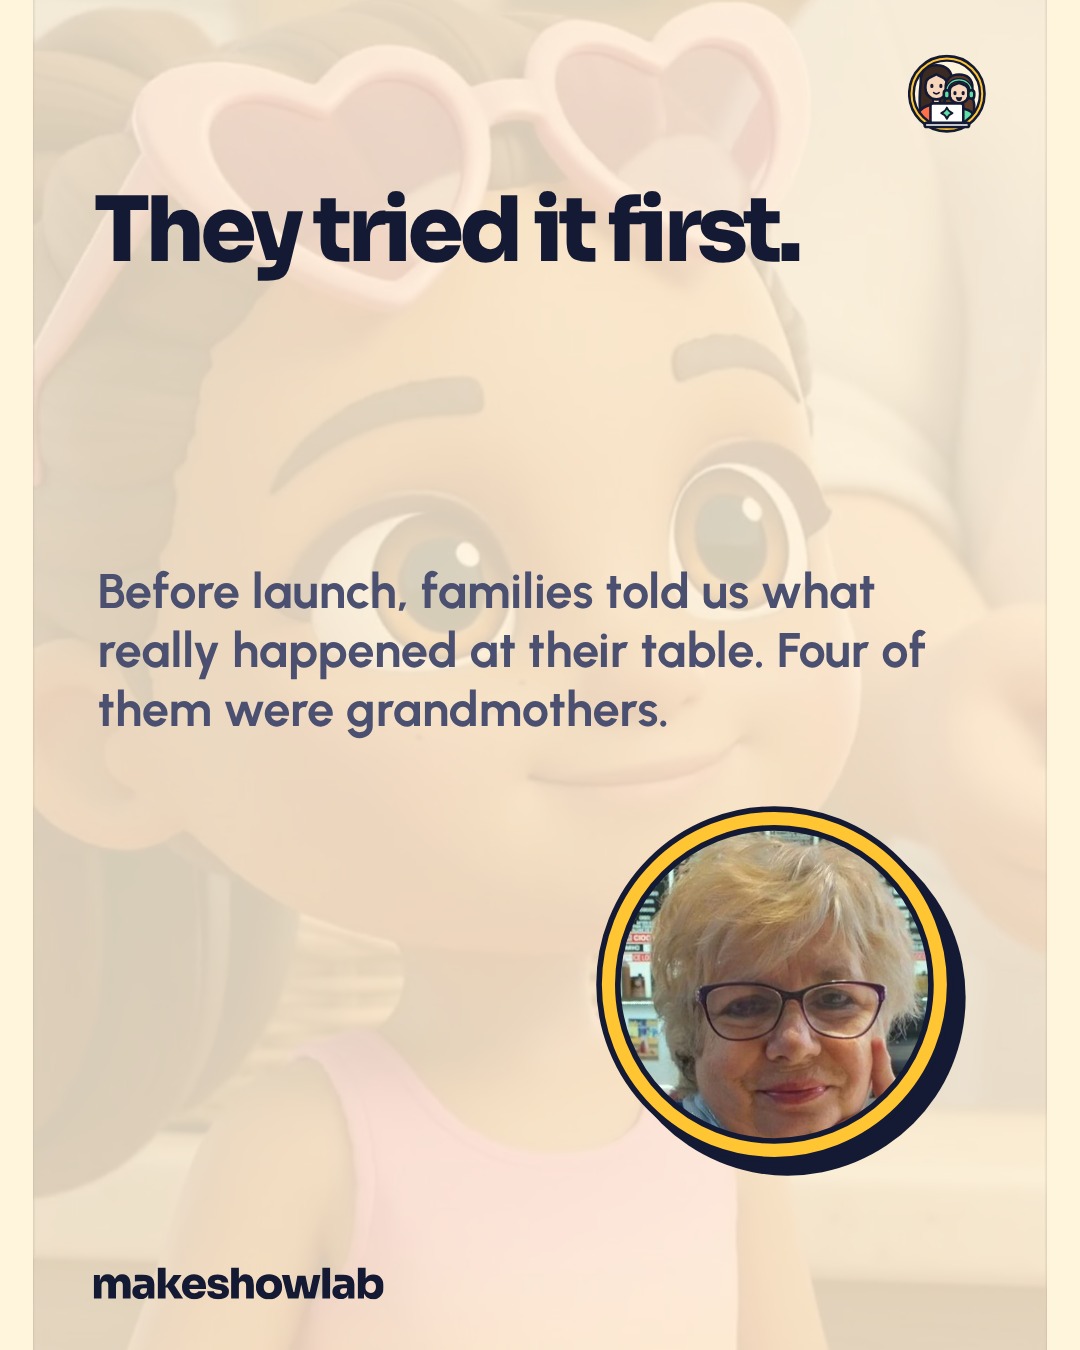 They tried it first.
Before launch, families told us what
really happened at their table. Four of
them were grandmothers.
makeshowlab